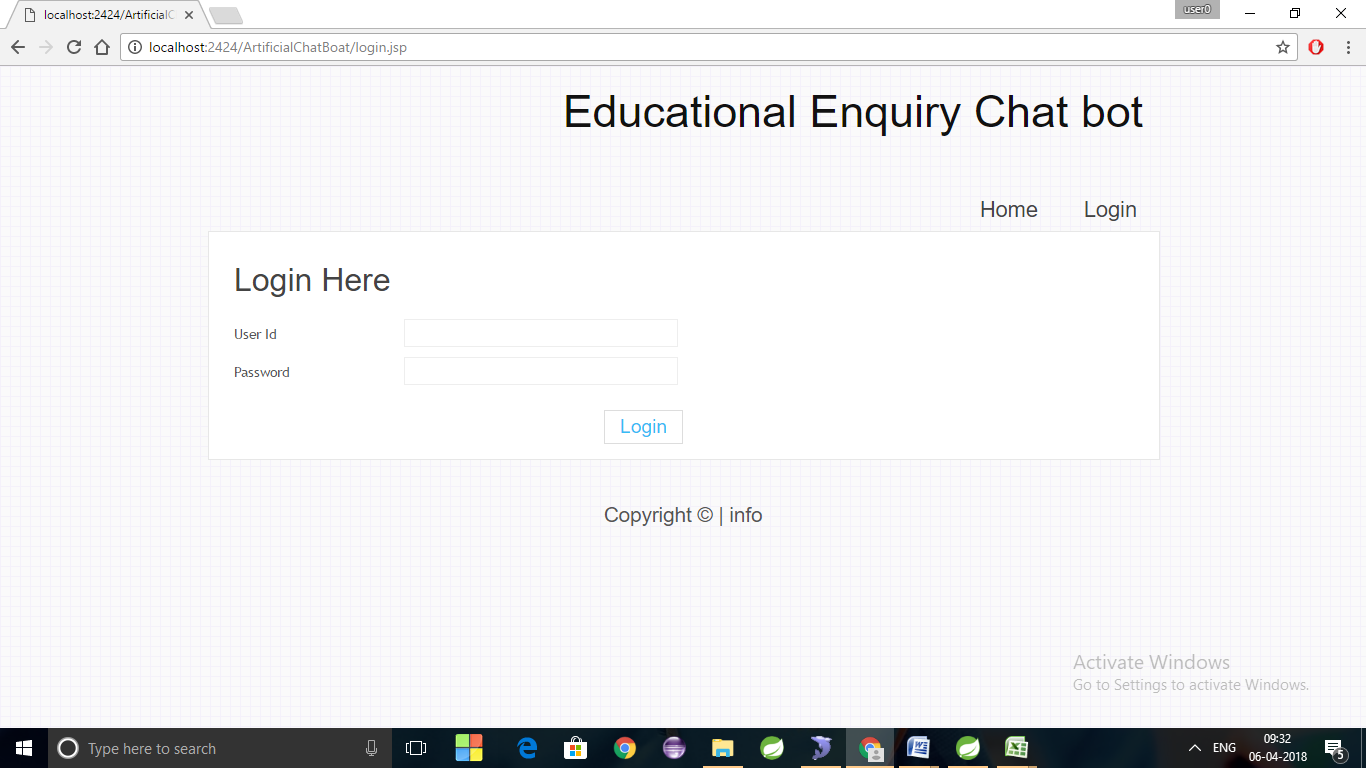 localhost:2424/ArtificialC
user0
localhost:2424/ArtificialChatBoat/login.jsp
Educational Enquiry Chat bot
Home Login
Login Here
User Id
Password
Login
Copyright © | info
Activate Windows
Go to Settings to activate Windows.
Type here to search
ENG
09:32
06-04-2018
5